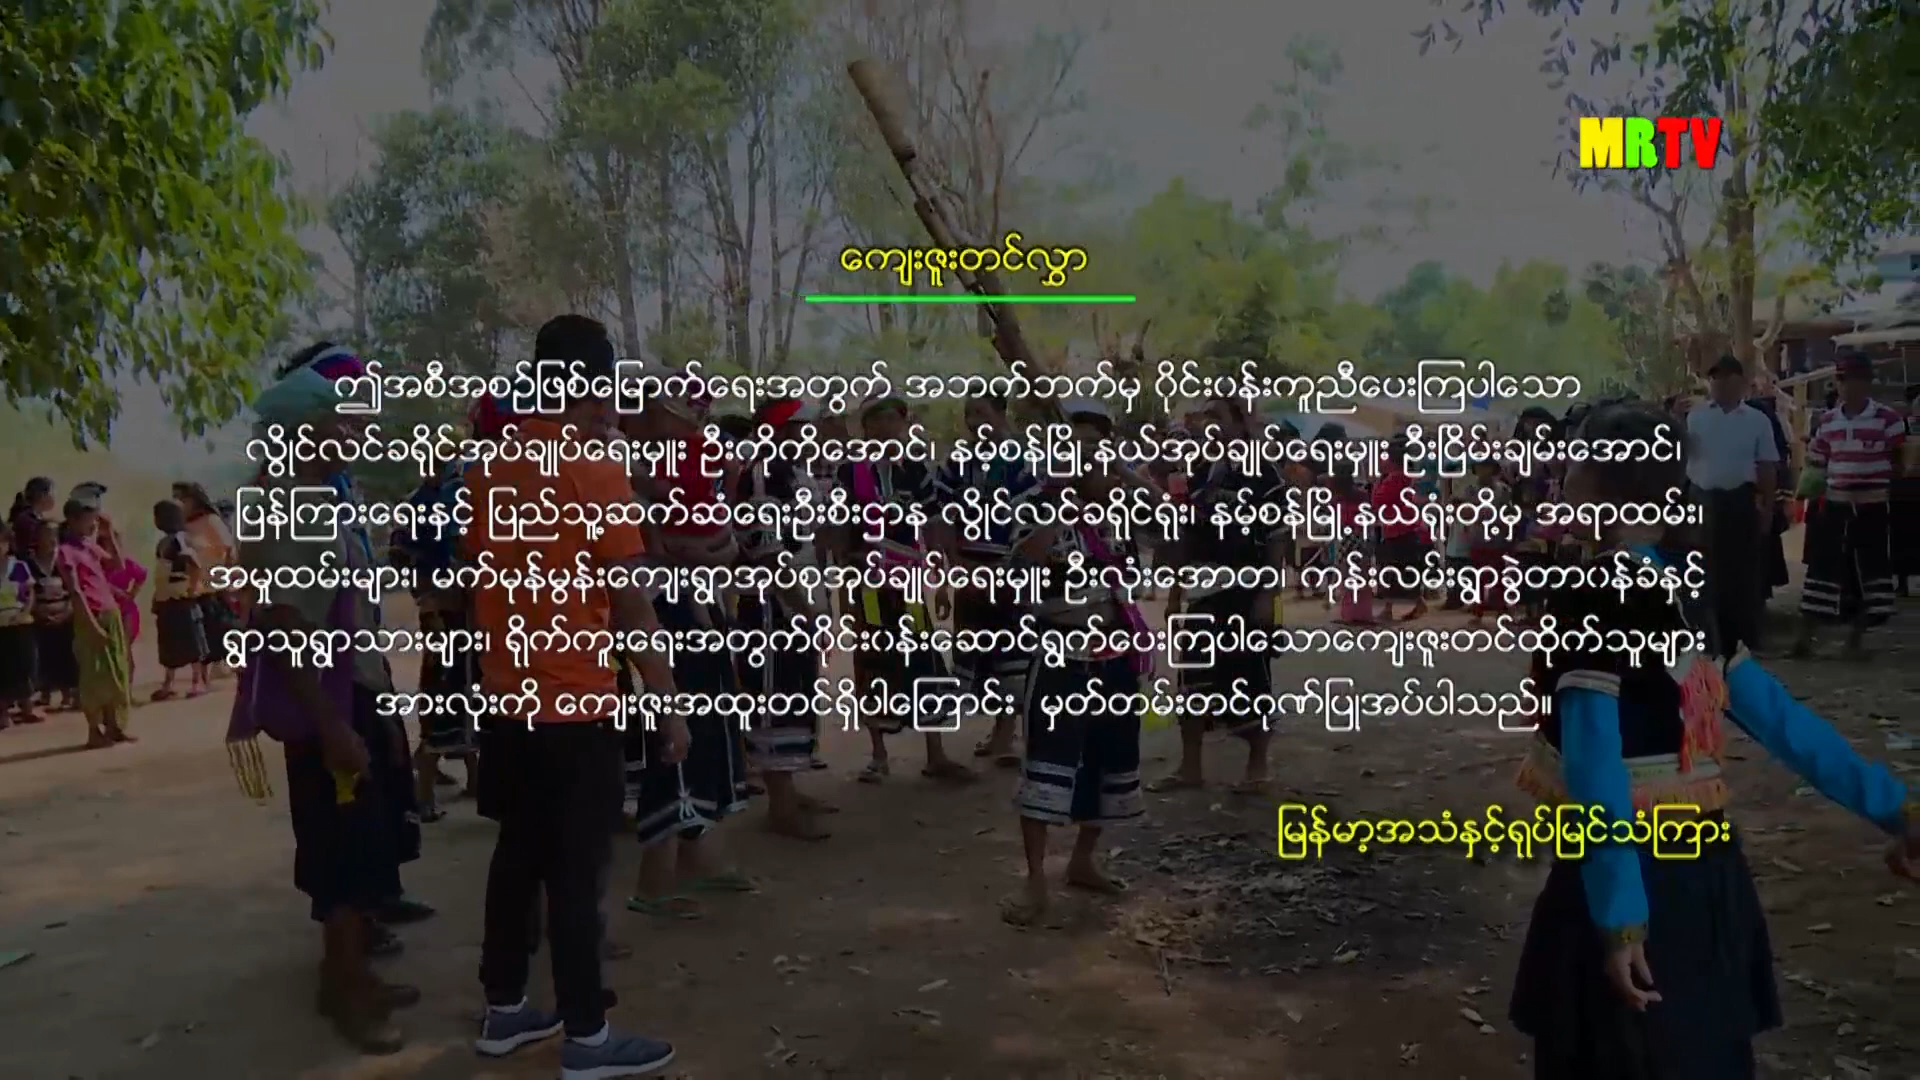 MRTV
ကျေးဇူးတင်လွှာ
ဤအစီအစဉ်ဖြစ်မြောက်ရေးအတွက် အဘက်ဘက်မှ ဝိုင်းဝန်းကူညီပေးကြပါသော
လွိုင်လင်ခရိုင်အုပ်ချုပ်ရေးမှူး ဦးကိုကိုအောင်၊ နမ့်စန်မြို့နယ်အုပ်ချုပ်ရေးမှူး ဦးငြိမ်းချမ်းအောင်၊
ပြန်ကြားရေးနှင့် ပြည်သူ့ဆက်ဆံရေးဦးစီးဌာန လွိုင်လင်ခရိုင်ရုံး၊ နမ့်စန်မြို့နယ်ရုံးတို့မှ အရာထမ်း၊
အမှုထမ်းများ၊ မက်မုန်မွန်းကျေးရွာအုပ်စုအုပ်ချုပ်ရေးမှူး ဦးလုံးအောတ၊ ကုန်းလမ်းရွာခွဲတာဝန်ခံနှင့်
ရွာသူရွာသားများ၊ ရိုက်ကူးရေးအတွက်ဝိုင်းဝန်းဆောင်ရွက်ပေးကြပါသောကျေးဇူးတင်ထိုက်သူများ
အားလုံးကို ကျေးဇူးအထူးတင်ရှိပါကြောင်း မှတ်တမ်းတင်ဂုဏ်ပြုအပ်ပါသည်။
မြန်မာ့အသံနှင့်ရုပ်မြင်သံကြား